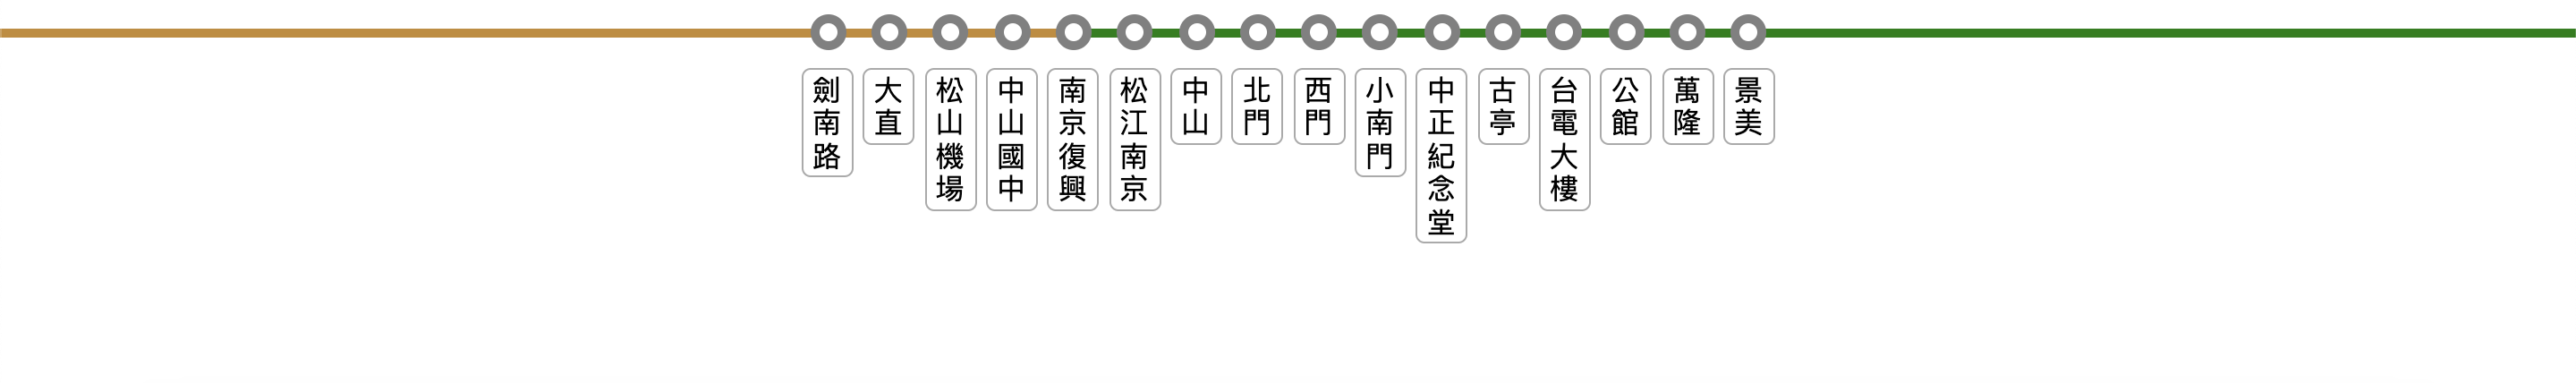 劍南路
大直
松山機場
中山國中
南京復興
松江南京
中山
北門
西門
小南門
中正紀念堂
古亭
台電大樓
公館
萬隆
景美